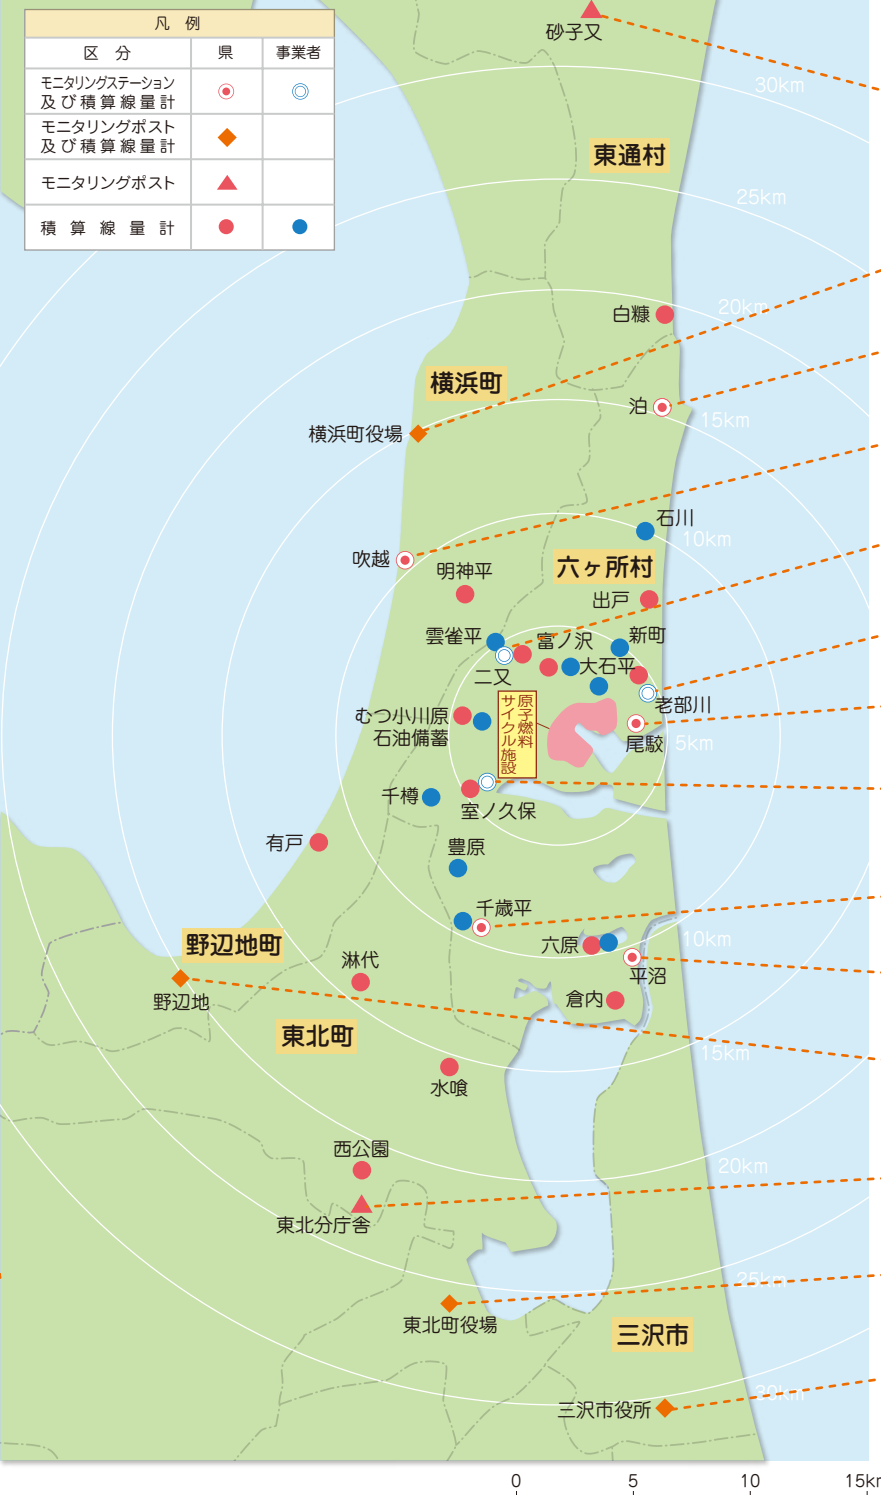 凡 例
区 分
県
事業者
モニタリングステーション
及び積算線量計
モニタリングポスト
及び積算線量計
モニタリングポスト
積 算 線 量 計
砂子又
30km
東通村
25km
白糠
20km
横浜町
泊
15km
横浜町役場
石川
10km
吹越
六ヶ所村
明神平
出戸
雲雀平
富ノ沢
新町
二又
大石平
老部川
原子燃料
サイクル施設
むつ小川原
石油備蓄
尾駮
5km
千樽
室ノ久保
有戸
豊原
千歳平
野辺地町
六原
10km
淋代
平沼
野辺地
倉内
東北町
15km
水喰
西公園
20km
東北分庁舎
25km
東北町役場
三沢市
30km
三沢市役所
0
5
10
15km